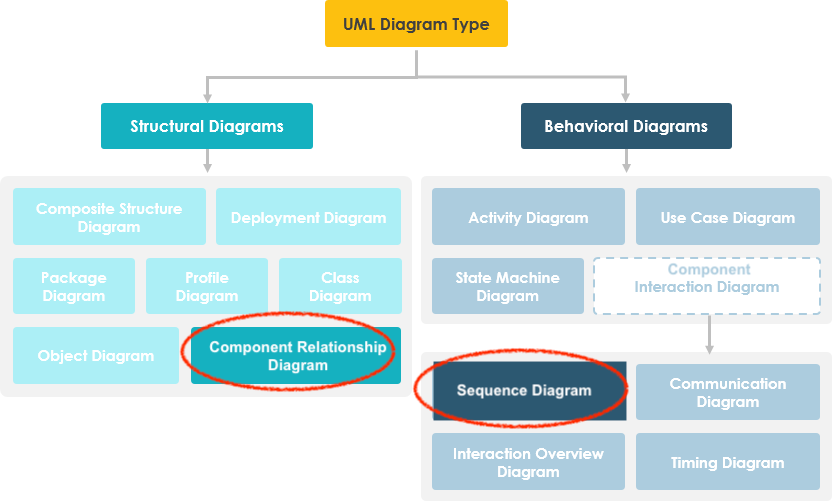 UML Diagram Type
Structural Diagrams
Behavioral Diagrams
Composite Structure
Diagram
Deployment Diagram
Package
Diagram
Profile
Diagram
Class
Diagram
Object Diagram
Component Relationship
Diagram
Activity Diagram
Use Case Diagram
State Machine
Diagram
Component
Interaction Diagram
Sequence Diagram
Communication
Diagram
Interaction Overview
Diagram
Timing Diagram